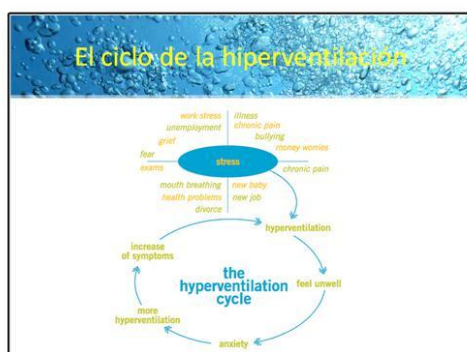 El ciclo de la hiperventilación
work stress
illness
unemployment
chronic pain
bullying
grief
money worries
fear
stress
exams
chronic pain
mouth breathing
new baby
health problems
new job
divorce
hyperventilation
increase
of symptoms
the
hyperventilation
cycle
feel unwell
more
hyperventilation
anxiety